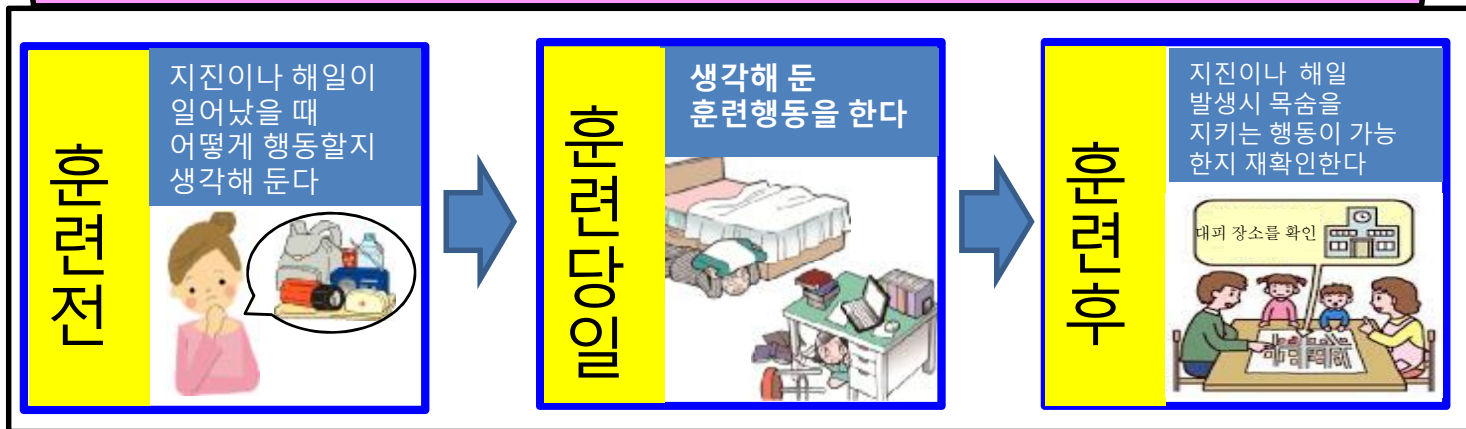 훈련전
지진이나 해일이
일어났을 때
어떻게 행동할지
생각해 둔다
훈련당일
생각해 둔
훈련행동을 한다
훈련후
지진이나 해일
발생시 목숨을
지키는 행동이 가능
한지 재확인한다
대피 장소를 확인